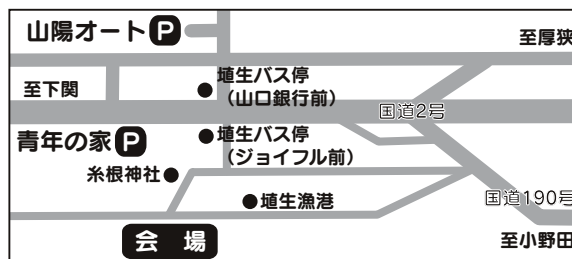 山陽オートP
至厚狭
至下関
埴生バス停
（山口銀行前）
国道2号
青年の家P
埴生バス停
（ジョイフル前）
糸根神社
埴生漁港
国道190号
会　場
至小野田